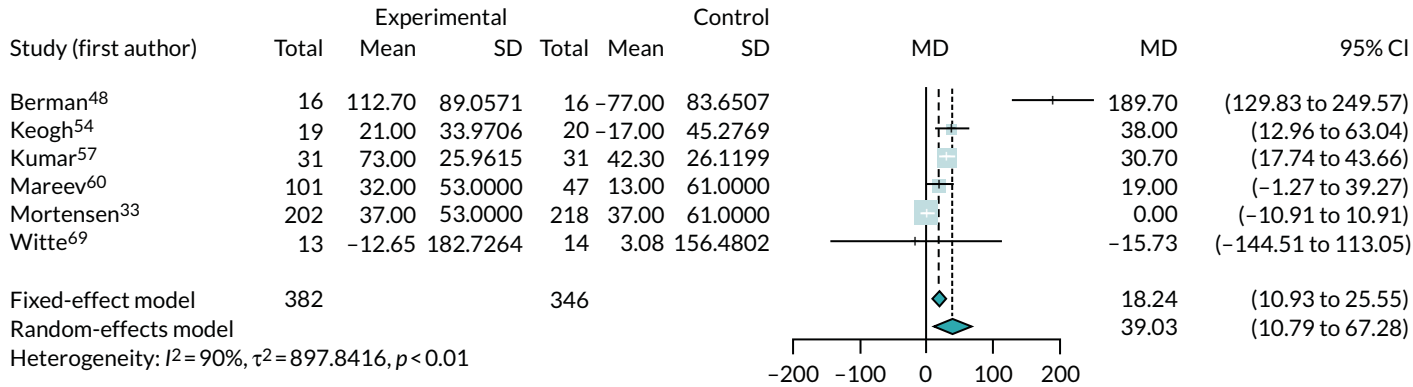 Experimental Control
Study (first author) Total Mean SD Total Mean SD MD MD 95% CI
Berman48 16 112.70 89.0571 16 –77.00 83.6507 189.70 (129.83 to 249.57)
Keogh54 19 21.00 33.9706 20 –17.00 45.2769 38.00 (12.96 to 63.04)
Kumar57 31 73.00 25.9615 31 42.30 26.1199 30.70 (17.74 to 43.66)
Mareev60 101 32.00 53.0000 47 13.00 61.0000 19.00 (–1.27 to 39.27)
Mortensen33 202 37.00 53.0000 218 37.00 61.0000 0.00 (–10.91 to 10.91)
Witte69 13 –12.65 182.7264 14 3.08 156.4802 –15.73 (–144.51 to 113.05)
Fixed-effect model 382 346 18.24 (10.93 to 25.55)
Random-effects model 39.03 (10.79 to 67.28)
Heterogeneity: I2 = 90%, τ2 = 897.8416, p < 0.01
–200 –100 0 100 200